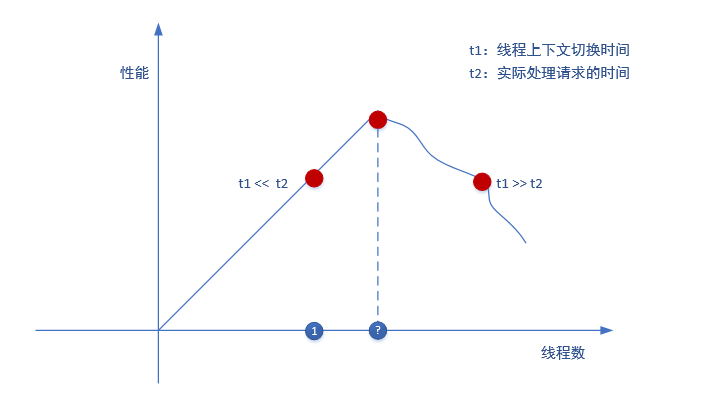 t1：线程上下文切换时间
t2：实际处理请求的时间
性能
t1 << t2
t1 >> t2
1
?
线程数